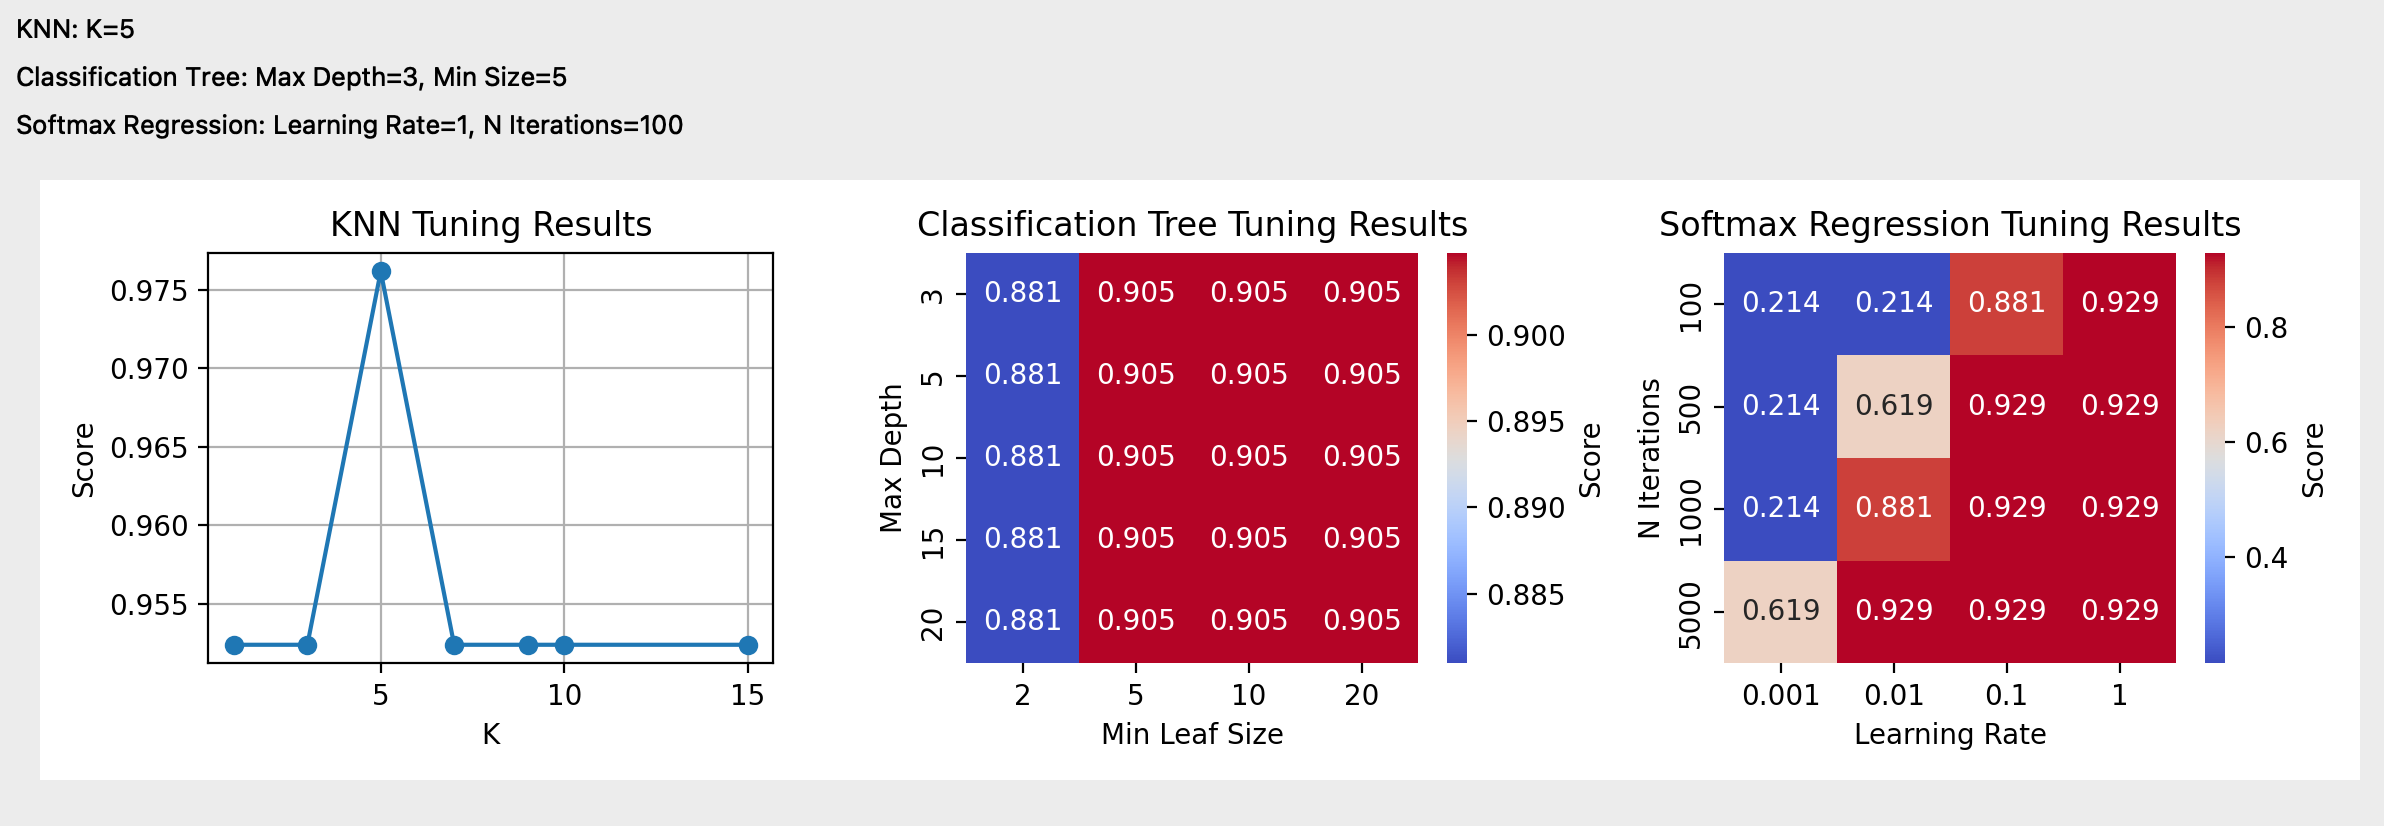 KNN: K=5
Classification Tree: Max Depth=3, Min Size=5
Softmax Regression: Learning Rate=1, N Iterations=100
KNN Tuning Results
0.975
0.970
0.965
0.960
0.955
Score
5 10 15
K
Classification Tree Tuning Results
3 0.881 0.905 0.905 0.905
5 0.881 0.905 0.905 0.905
10 0.881 0.905 0.905 0.905
15 0.881 0.905 0.905 0.905
20 0.881 0.905 0.905 0.905
Max Depth
2 5 10 20
Min Leaf Size
0.900
0.895
0.890
0.885
Score
Softmax Regression Tuning Results
100 0.214 0.214 0.881 0.929
500 0.214 0.619 0.929 0.929
1000 0.214 0.881 0.929 0.929
5000 0.619 0.929 0.929 0.929
N Iterations
0.001 0.01 0.1 1
Learning Rate
0.8
0.6
0.4
Score